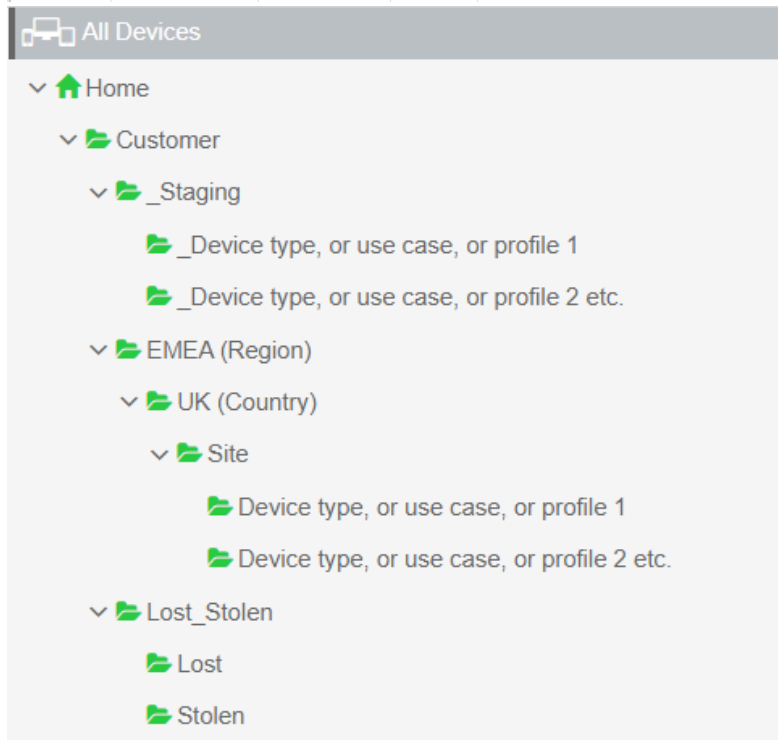 All Devices
Home
Customer
_Staging
_Device type, or use case, or profile 1
_Device type, or use case, or profile 2 etc.
EMEA (Region)
UK (Country)
Site
Device type, or use case, or profile 1
Device type, or use case, or profile 2 etc.
Lost_Stolen
Lost
Stolen